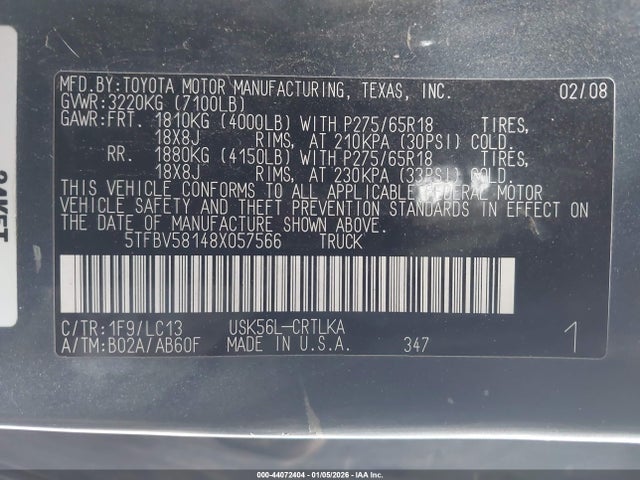 MFD.BY:TOYOTA MOTOR MANUFACTURING, TEXAS, INC. 02/08
GVWR:3220KG (7100LB)
GAWR:FRT. 1810KG (4000LB) WITH P275/65R18 TIRES,
18X8J RIMS, AT 210KPA (30PSI) COLD.
RR. 1880KG (4150LB) WITH P275/65R18 TIRES,
18X8J RIMS, AT 230KPA (33PSI) COLD.
THIS VEHICLE CONFORMS TO ALL APPLICABLE FEDERAL MOTOR
VEHICLE SAFETY AND THEFT PREVENTION STANDARDS IN EFFECT ON
THE DATE OF MANUFACTURE SHOWN ABOVE.
5TFBV58148X057566 TRUCK
C/TR:1F9/LC13 USK56L-CRTLKA
A/TM:B02A/AB60F MADE IN U.S.A. 347 1
000-44072404 - 01/05/2026 - IAA Corp.